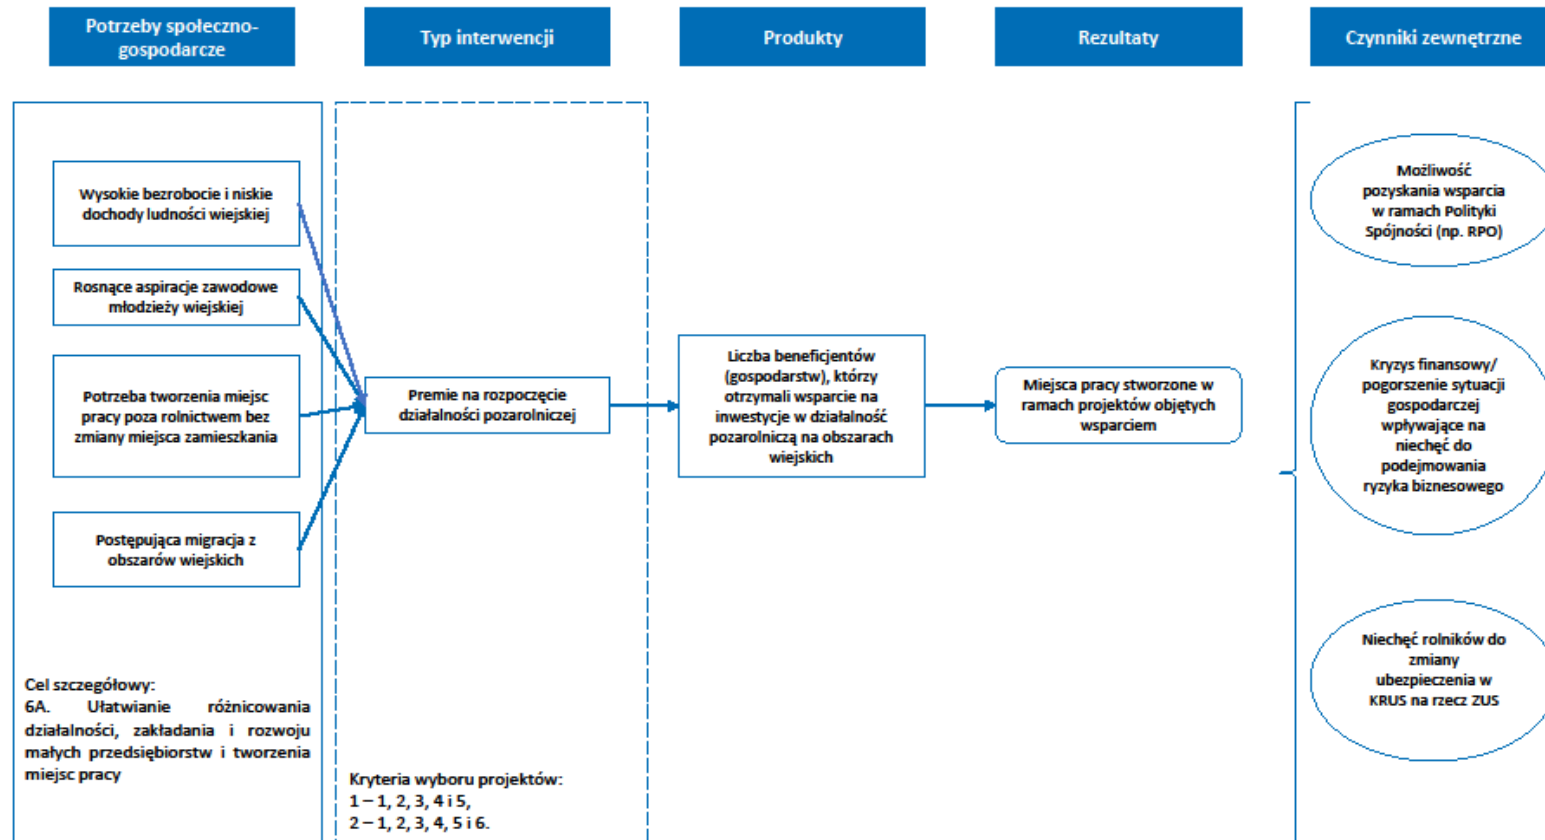 Potrzeby społeczno-
gospodarcze
Typ interwencji
Produkty
Rezultaty
Czynniki zewnętrzne
Wysokie bezrobocie i niskie
dochody ludności wiejskiej
Rosnące aspiracje zawodowe
młodzieży wiejskiej
Potrzeba tworzenia miejsc
pracy poza rolnictwem bez
zmiany miejsca zamieszkania
Postępująca migracja z
obszarów wiejskich
Cel szczegółowy:
6A. Ułatwianie różnicowania
działalności, zakładania i rozwoju
małych przedsiębiorstw i tworzenia
miejsc pracy
Premie na rozpoczęcie
działalności pozarolniczej
Kryteria wyboru projektów:
1 – 1, 2, 3, 4 i 5,
2 – 1, 2, 3, 4, 5 i 6.
Liczba beneficjentów
(gospodarstw), którzy
otrzymali wsparcie na
inwestycje w działalność
pozarolniczą na obszarach
wiejskich
Miejsca pracy stworzone w
ramach projektów objętych
wsparciem
Możliwość
pozyskania wsparcia
w ramach Polityki
Spójności (np. RPO)
Kryzys finansowy/
pogorszenie sytuacji
gospodarczej
wpływające na
niechęć do
podejmowania
ryzyka biznesowego
Niechęć rolników do
zmiany
ubezpieczenia w
KRUS na rzecz ZUS